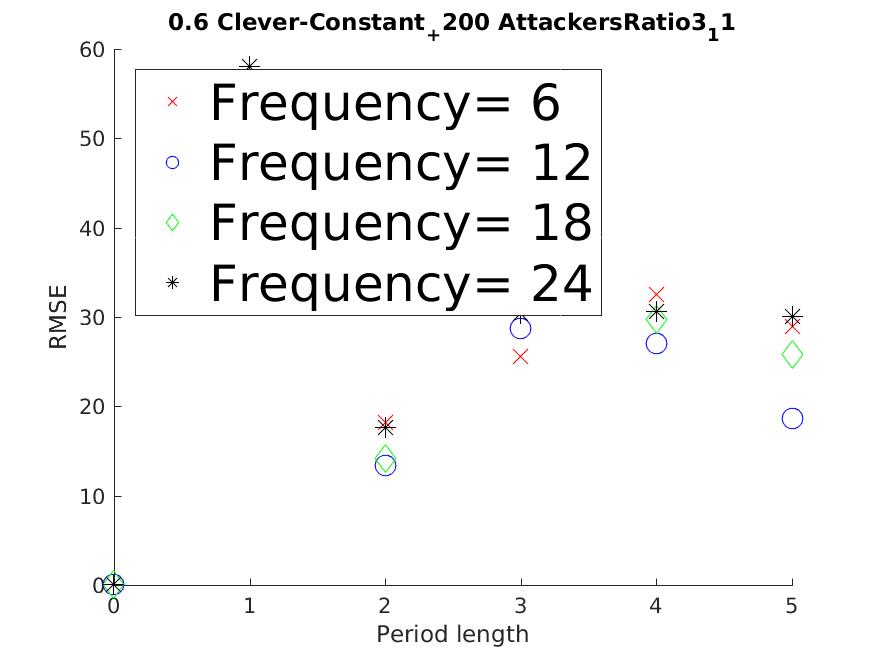 0.6 Clever-Constant+200 AttackersRatio311
60
50
40
30
20
10
0
RMSE
Frequency= 6
Frequency= 12
Frequency= 18
Frequency= 24
0 1 2 3 4 5
Period length